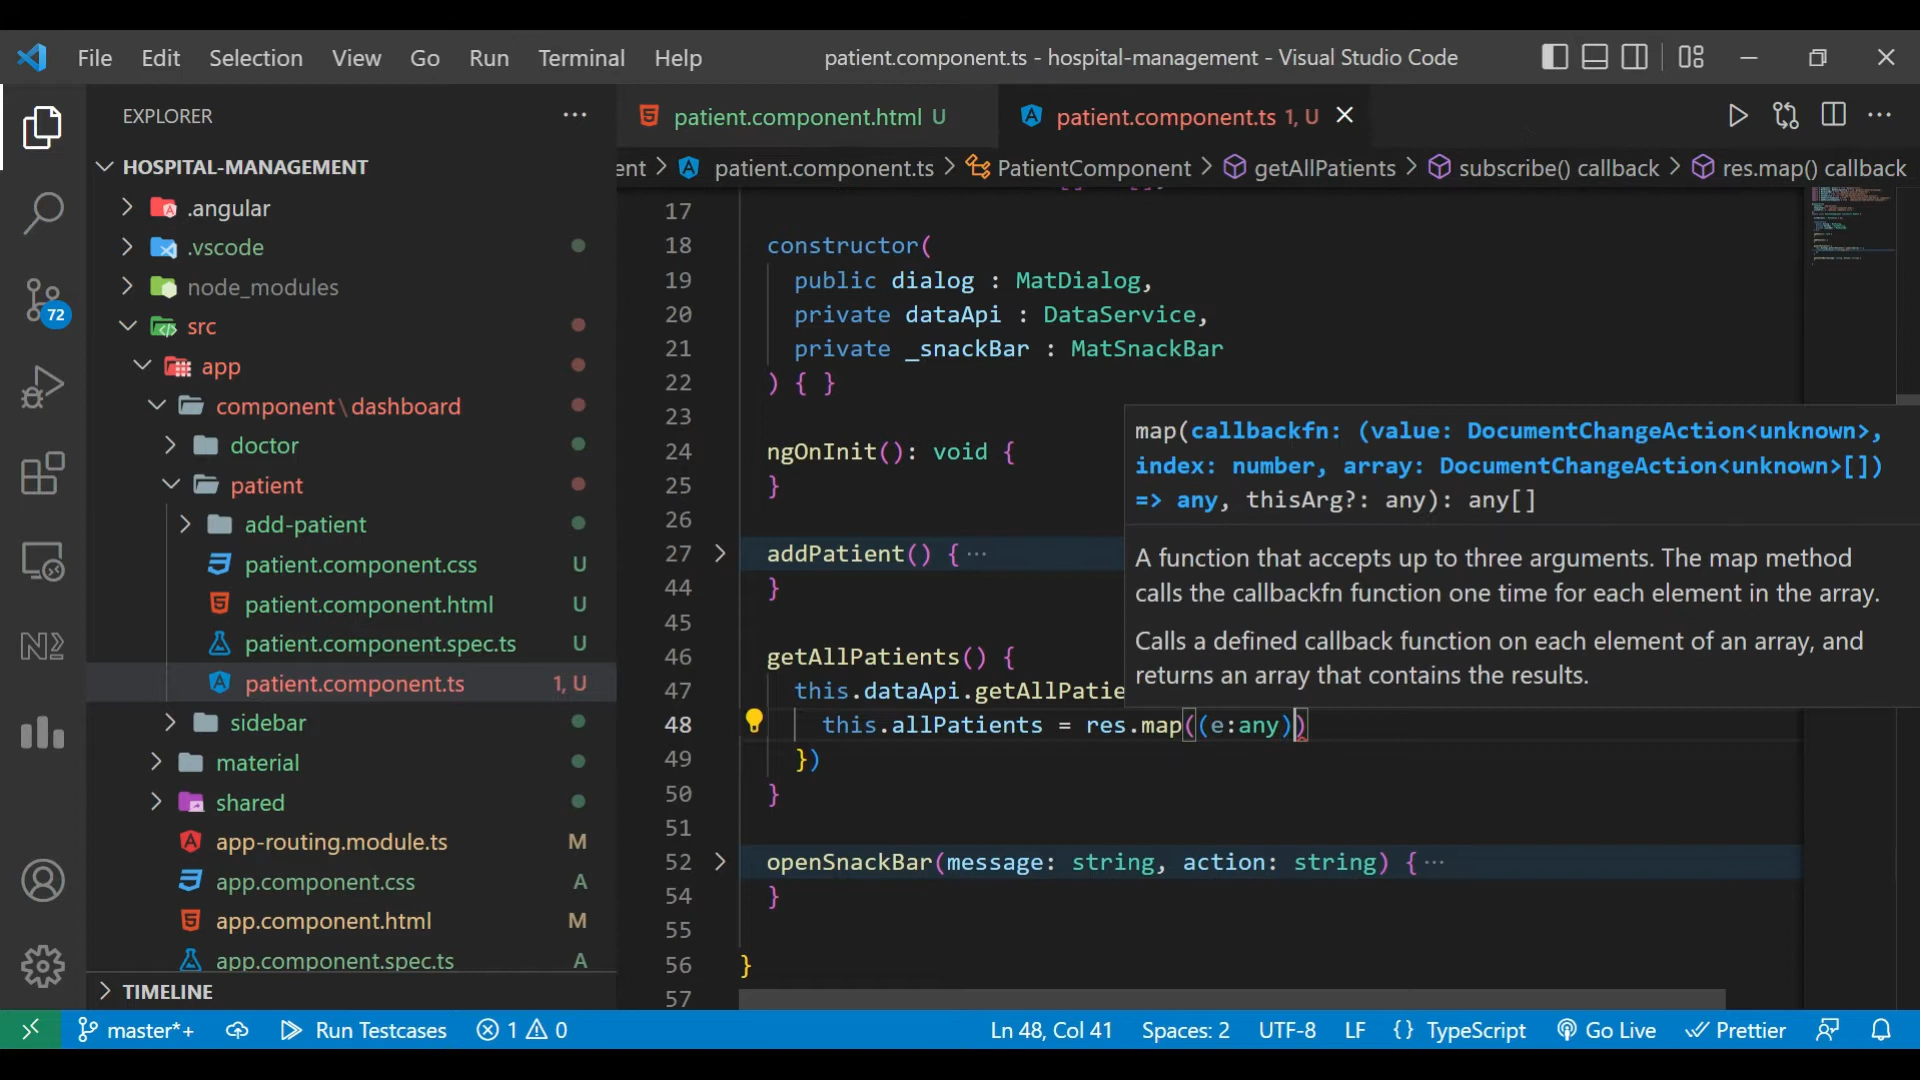 File Edit Selection View Go Run Terminal Help
patient.component.ts - hospital-management - Visual Studio Code
EXPLORER
patient.component.html U
patient.component.ts 1, U
ent > patient.component.ts > PatientComponent > getAllPatients > subscribe() callback > res.map() callback
HOSPITAL-MANAGEMENT
.angular
.vscode
node_modules
src
app
component\dashboard
doctor
patient
add-patient
patient.component.css U
patient.component.html U
patient.component.spec.ts U
patient.component.ts 1, U
sidebar
material
shared
app-routing.module.ts M
app.component.css A
app.component.html M
app.component.spec.ts A
TIMELINE
72
17
18 constructor(
19 public dialog : MatDialog,
20 private dataApi : DataService,
21 private _snackBar : MatSnackBar
22 ) { }
23
24 ngOnInit(): void {
25 }
26
27 addPatient() { ···
44 }
45
46 getAllPatients() {
47 this.dataApi.getAllPatie
48 this.allPatients = res.map((e:any))
49 })
50 }
51
52 openSnackBar(message: string, action: string) { ···
54 }
55
56 }
57
map(callbackfn: (value: DocumentChangeAction<unknown>,
index: number, array: DocumentChangeAction<unknown>[])
=> any, thisArg?: any): any[]
A function that accepts up to three arguments. The map method
calls the callbackfn function one time for each element in the array.
Calls a defined callback function on each element of an array, and
returns an array that contains the results.
master*+ Run Testcases 1 0 Ln 48, Col 41 Spaces: 2 UTF-8 LF {} TypeScript Go Live Prettier